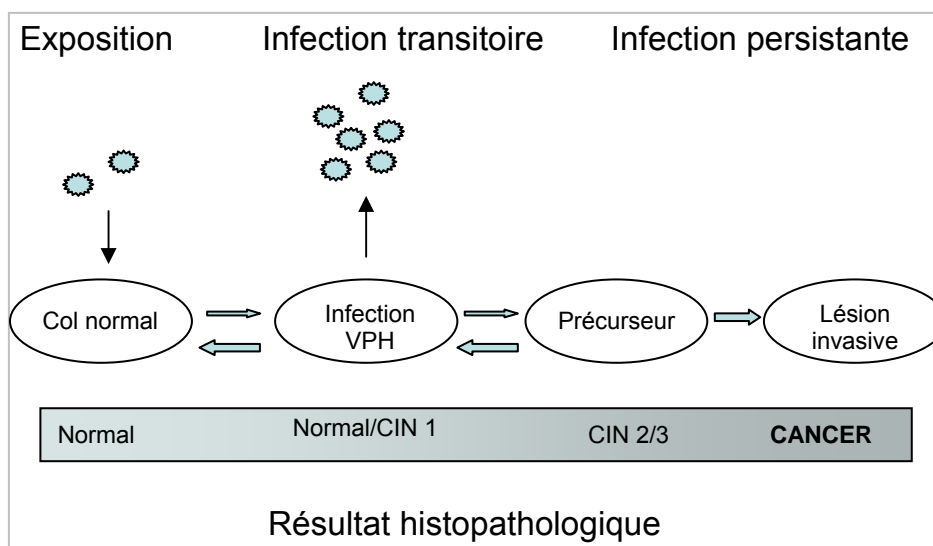 Exposition
Infection transitoire
Infection persistante
Col normal
Infection
VPH
Précurseur
Lésion
invasive
Normal
Normal/CIN 1
CIN 2/3
CANCER
Résultat histopathologique